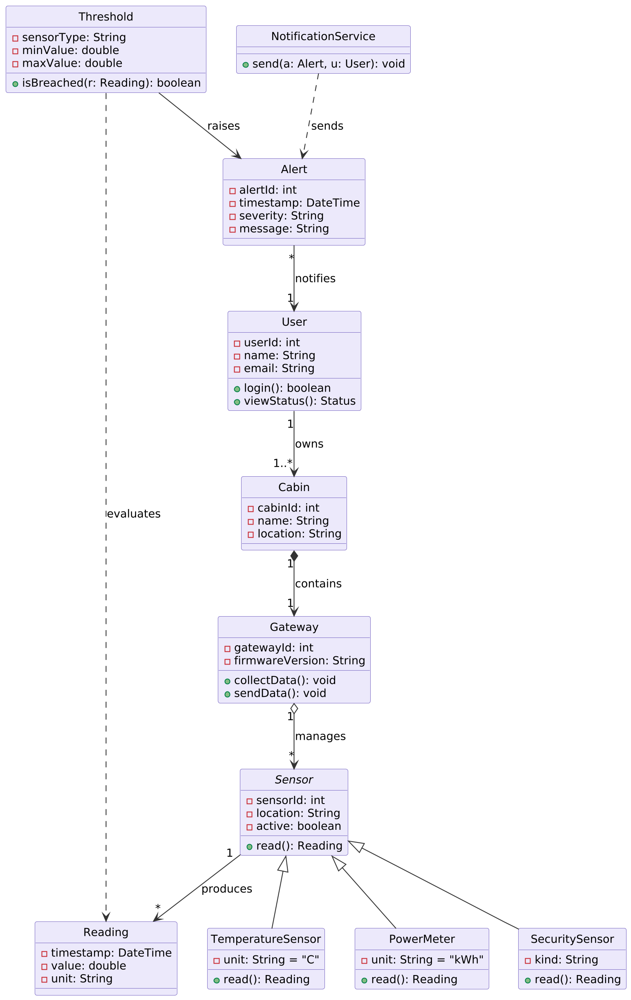 Threshold
sensorType: String
minValue: double
maxValue: double
isBreached(r: Reading): boolean
NotificationService
send(a: Alert, u: User): void
raises
sends
Alert
alertId: int
timestamp: DateTime
severity: String
message: String
*
notifies
1
User
userId: int
name: String
email: String
login(): boolean
viewStatus(): Status
1
owns
1..*
Cabin
cabinId: int
name: String
location: String
evaluates
1
contains
1
Gateway
gatewayId: int
firmwareVersion: String
collectData(): void
sendData(): void
1
manages
*
Sensor
sensorId: int
location: String
active: boolean
read(): Reading
1
produces
*
Reading
timestamp: DateTime
value: double
unit: String
TemperatureSensor
unit: String = "C"
read(): Reading
PowerMeter
unit: String = "kWh"
read(): Reading
SecuritySensor
kind: String
read(): Reading